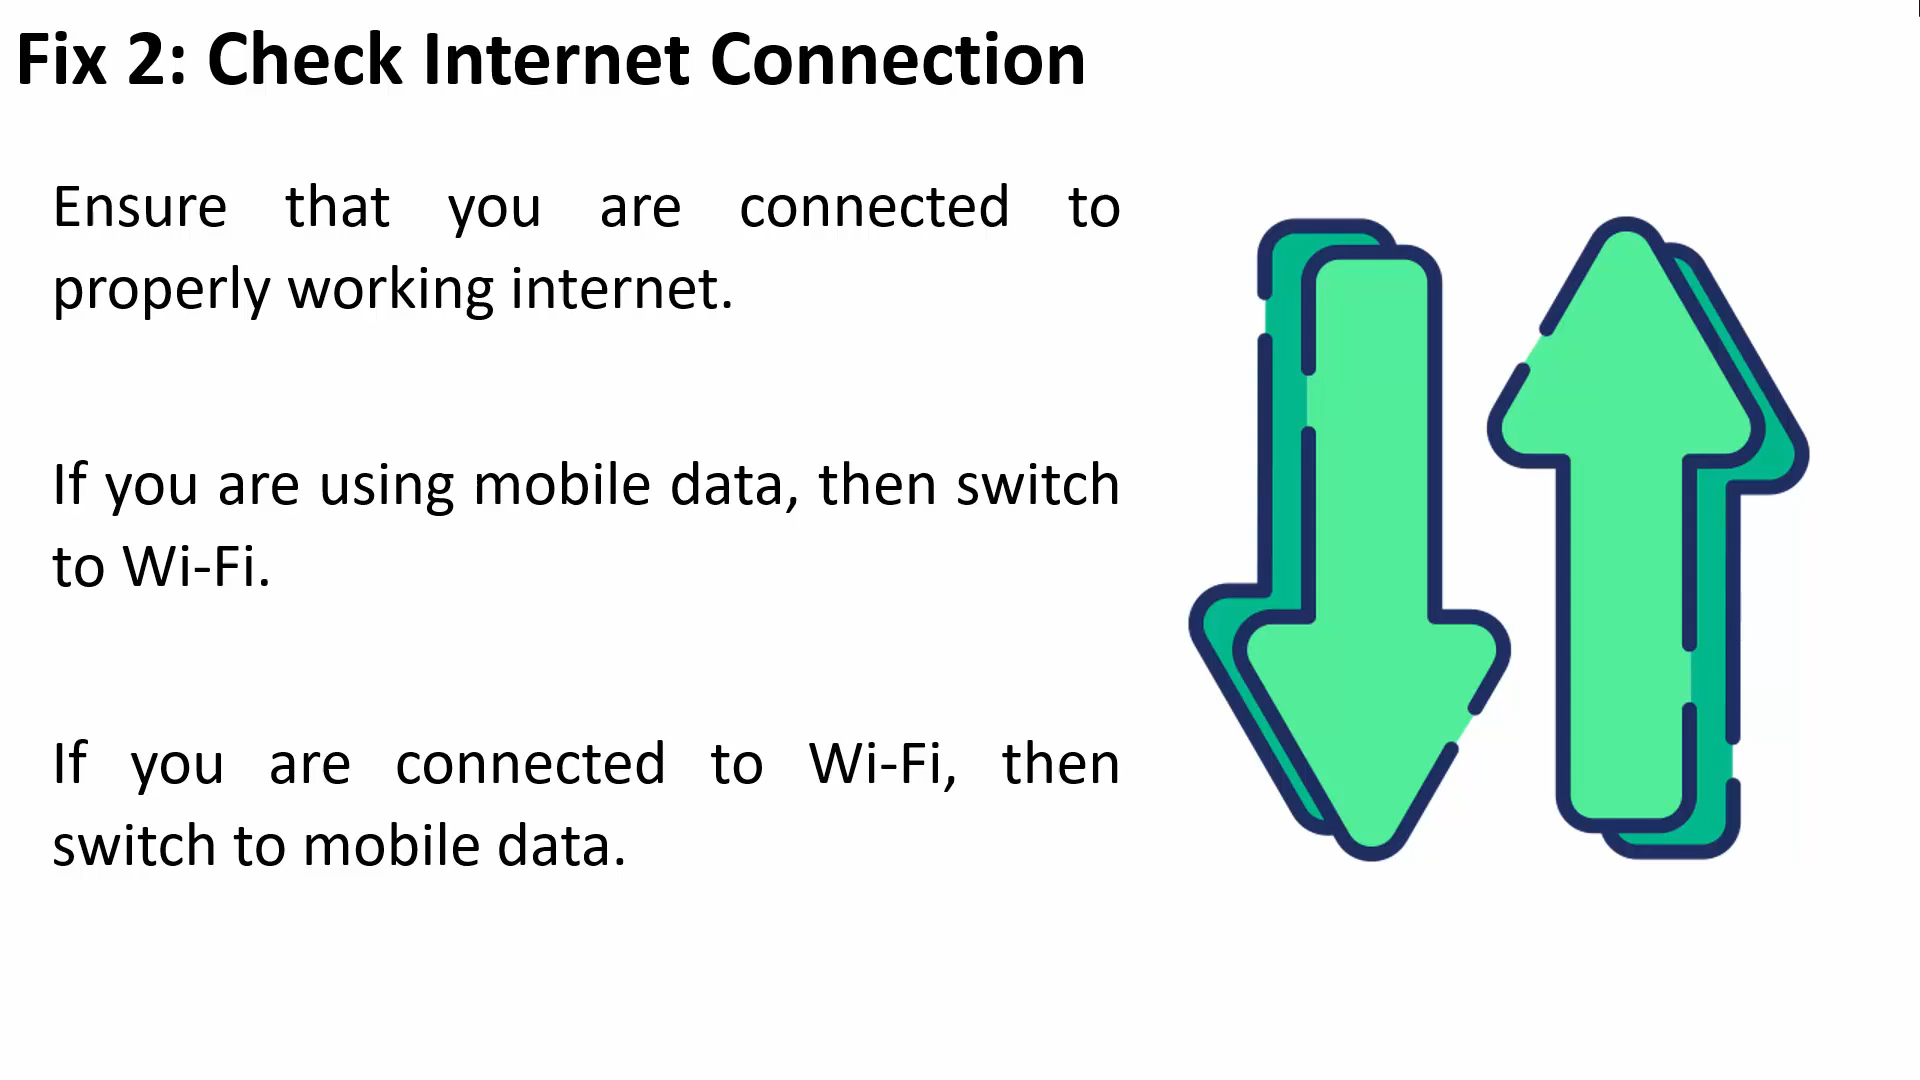 Fix 2: Check Internet Connection
Ensure that you are connected to
properly working internet.
If you are using mobile data, then switch
to Wi-Fi.
If you are connected to Wi-Fi, then
switch to mobile data.